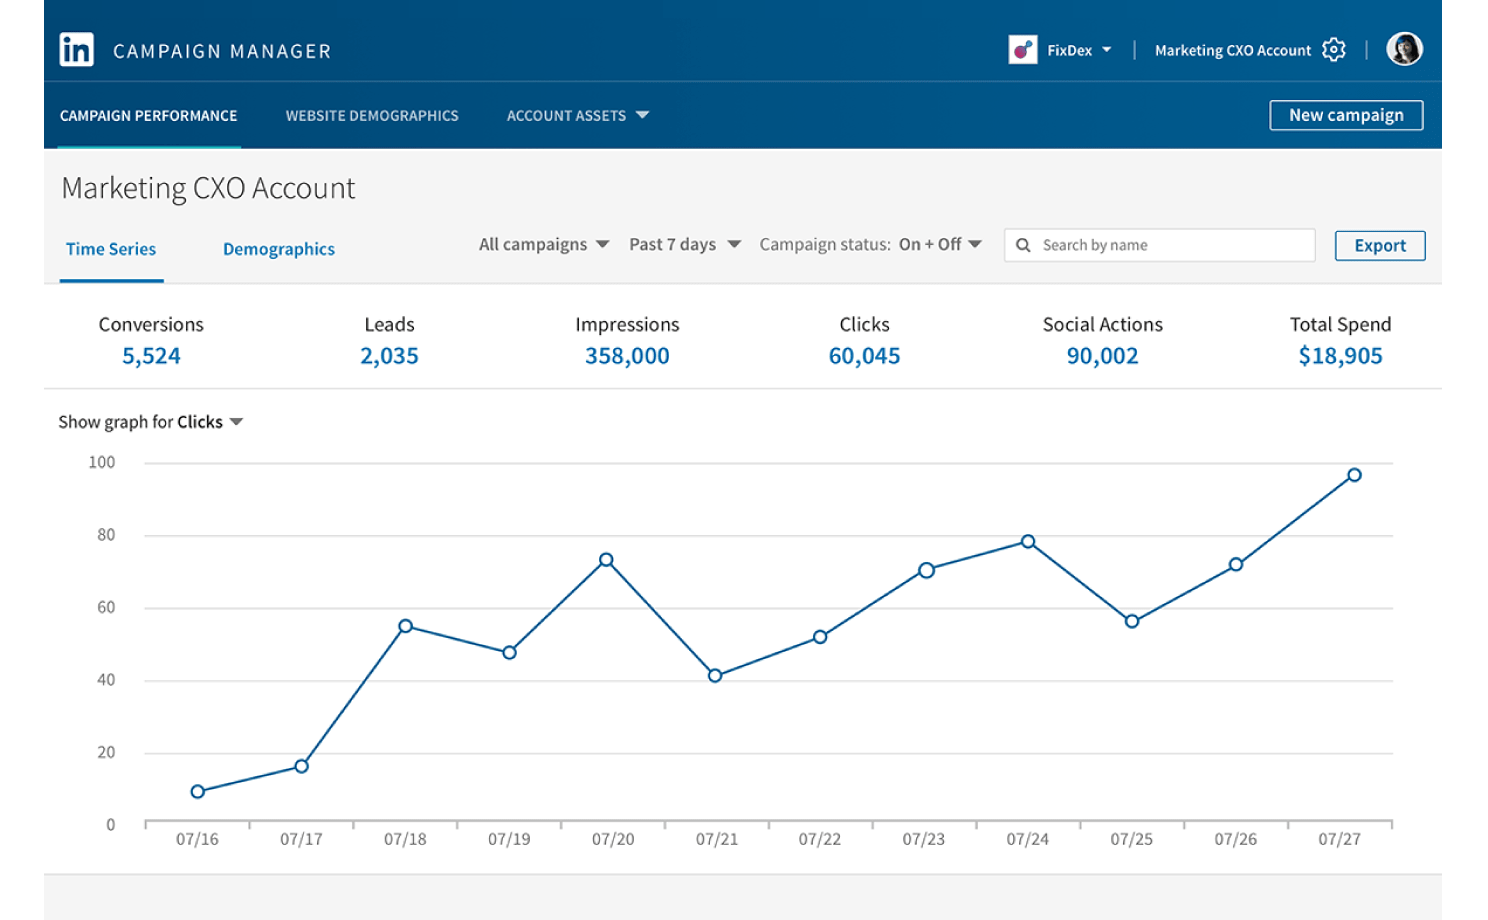 in CAMPAIGN MANAGER
FixDex
Marketing CXO Account
CAMPAIGN PERFORMANCE
WEBSITE DEMOGRAPHICS
ACCOUNT ASSETS
New campaign
Marketing CXO Account
Time Series
Demographics
All campaigns
Past 7 days
Campaign status: On + Off
Search by name
Export
Conversions
5,524
Leads
2,035
Impressions
358,000
Clicks
60,045
Social Actions
90,002
Total Spend
$18,905
Show graph for Clicks
100
80
60
40
20
0
07/16 07/17 07/18 07/19 07/20 07/21 07/22 07/23 07/24 07/25 07/26 07/27